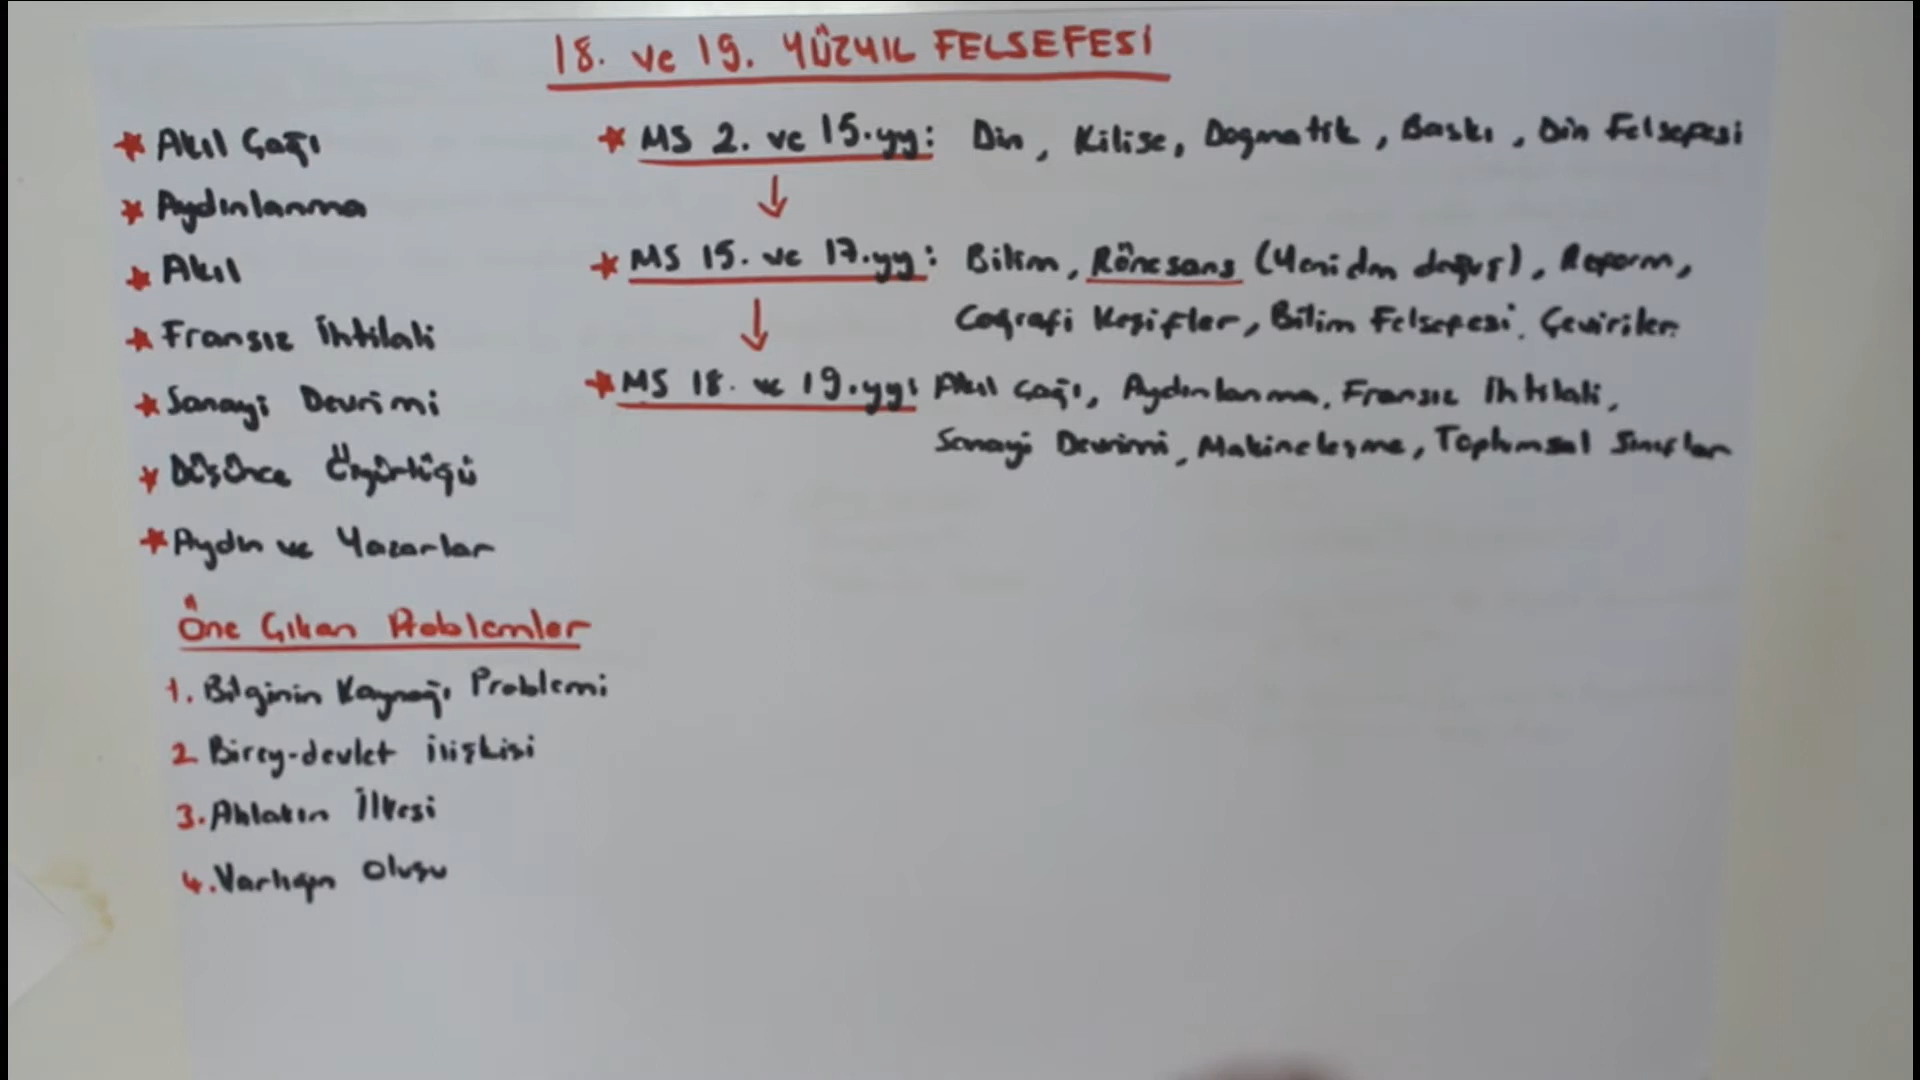 18. ve 19. YÜZYIL FELSEFESİ
★ Akıl Çağı
★ Aydınlanma
★ Akıl
★ Fransız İhtilali
★ Sanayi Devrimi
★ Düşünce Özgürlüğü
★ Aydın ve Yazarlar
Öne Çıkan Problemler
1. Bilginin Kaynağı Problemi
2 Birey-devlet İlişkisi
3. Ahlakın İlkesi
4. Varlığın Oluşu
★ MS 2. ve 15.yy: Din, Kilise, Dogmatik, Baskı, Din Felsefesi
↓
★ MS 15. ve 17.yy: Bilim, Rönesans (Yeniden doğuş), Reform,
Coğrafi Keşifler, Bilim Felsefesi, Çeviriler
↓
★ MS 18. ve 19.yy: Akıl Çağı, Aydınlanma, Fransız İhtilali,
Sanayi Devrimi, Makineleşme, Toplumsal Sınıflar